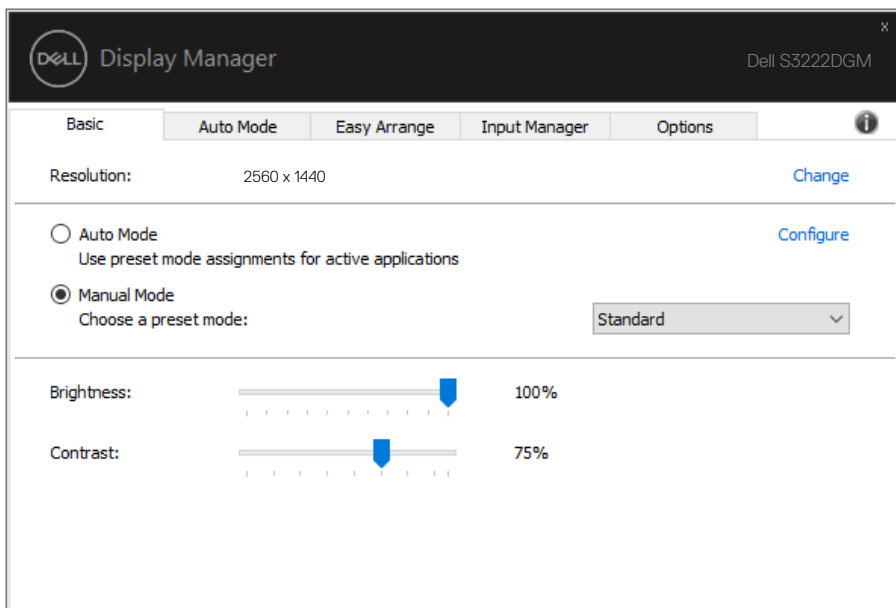 x
DELL Display Manager
Dell S3222DGM
Basic Auto Mode Easy Arrange Input Manager Options i
Resolution: 2560 x 1440 Change
Auto Mode Configure
Use preset mode assignments for active applications
Manual Mode
Choose a preset mode: Standard
Brightness: 100%
Contrast: 75%